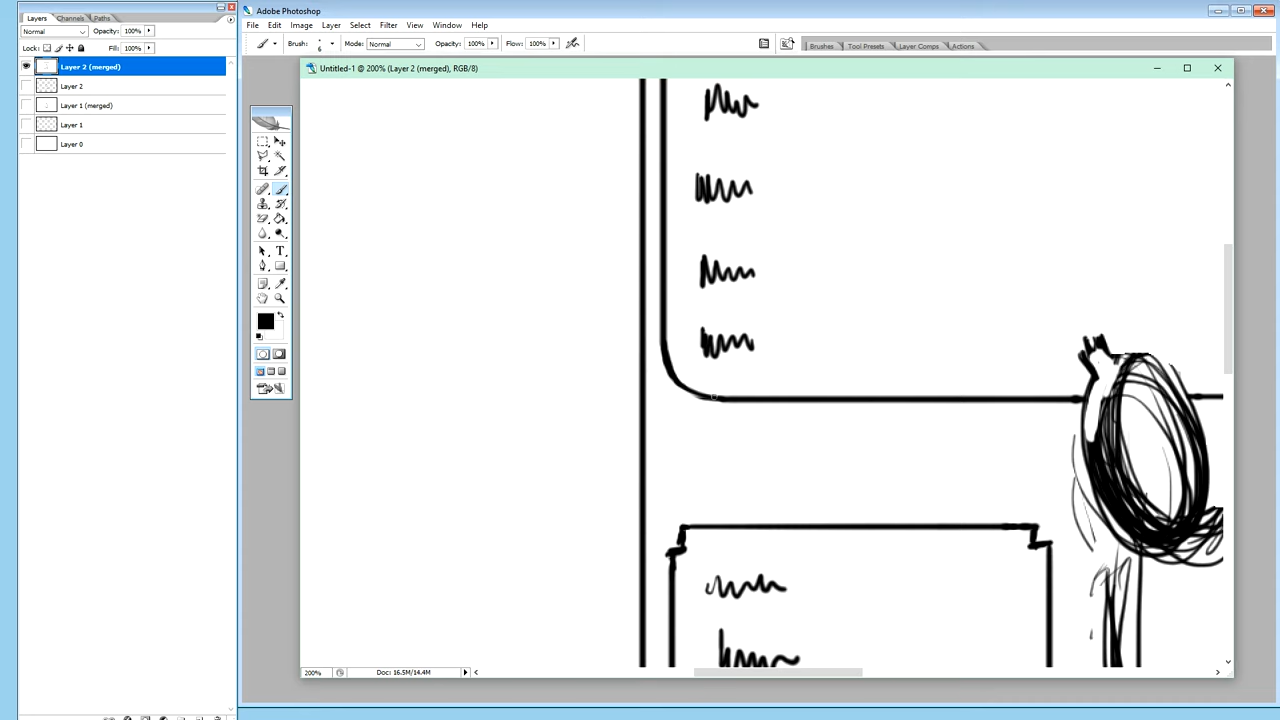 Layers Channels Paths
Adobe Photoshop
Normal Opacity: 100%
File Edit Image Layer Select Filter View Window Help
Lock: Fill: 100%
Brush: 6 Mode: Normal Opacity: 100% Flow: 100%
Brushes Tool Presets Layer Comps Actions
Layer 2 (merged)
Untitled-1 @ 200% (Layer 2 (merged), RGB/8)
Layer 2
Layer 1 (merged)
Layer 1
Layer 0
T
200% Doc: 16.5M/14.4M